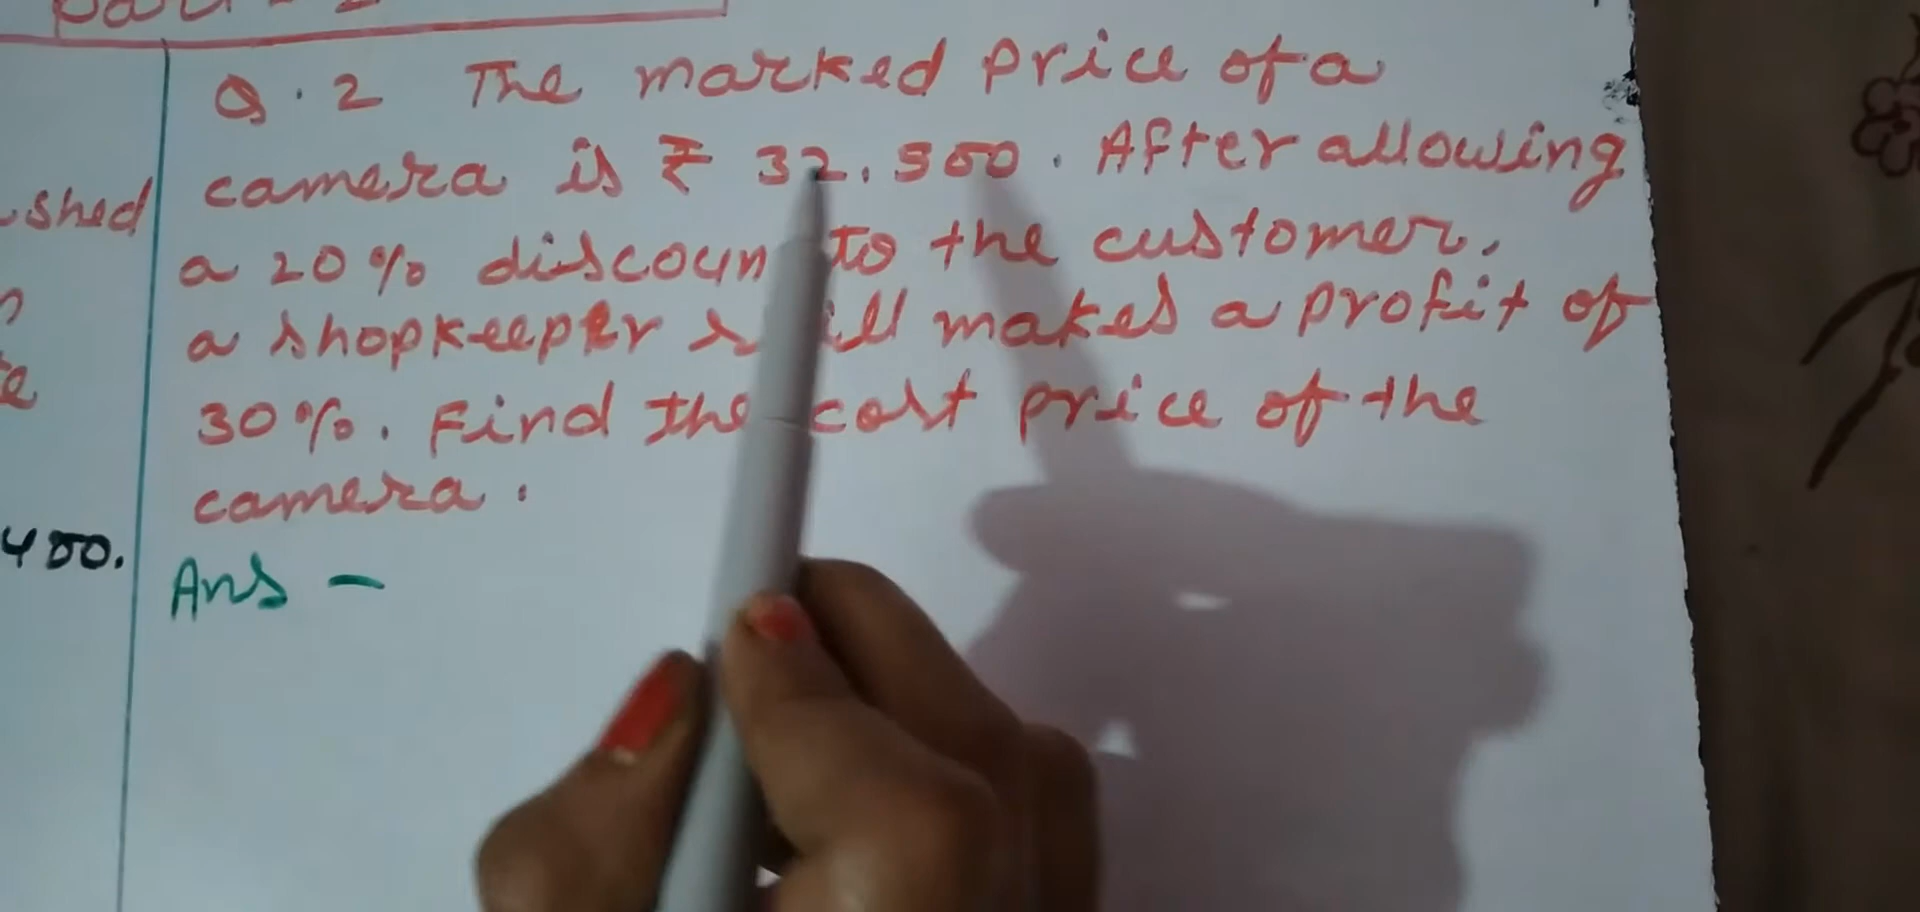 Q.2 The marked price of a
camera is ₹ 32,500. After allowing
a 20% discoun to the customer,
a shopkeeper still makes a profit of
30%. Find the cost price of the
camera.
shed
400.
Ans -